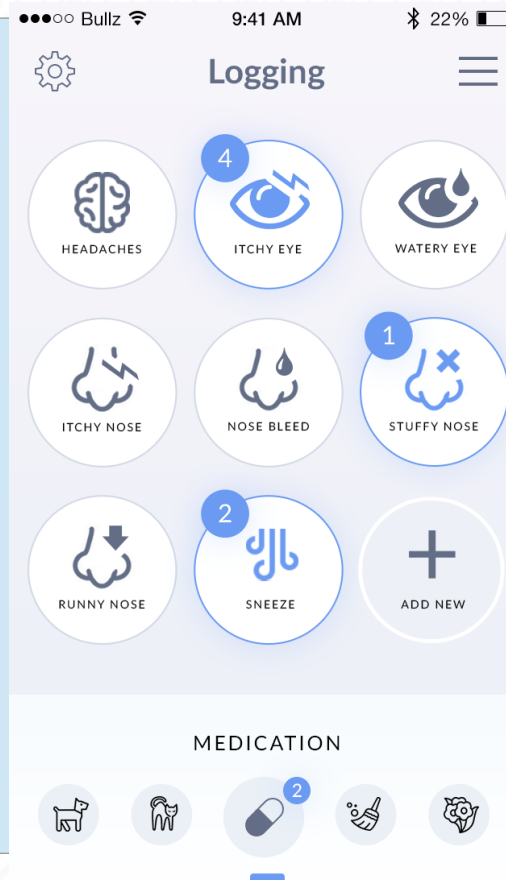 Bullz 9:41 AM 22%
Logging
4
HEADACHES ITCHY EYE WATERY EYE
1
ITCHY NOSE NOSE BLEED STUFFY NOSE
2
RUNNY NOSE SNEEZE ADD NEW
MEDICATION
2